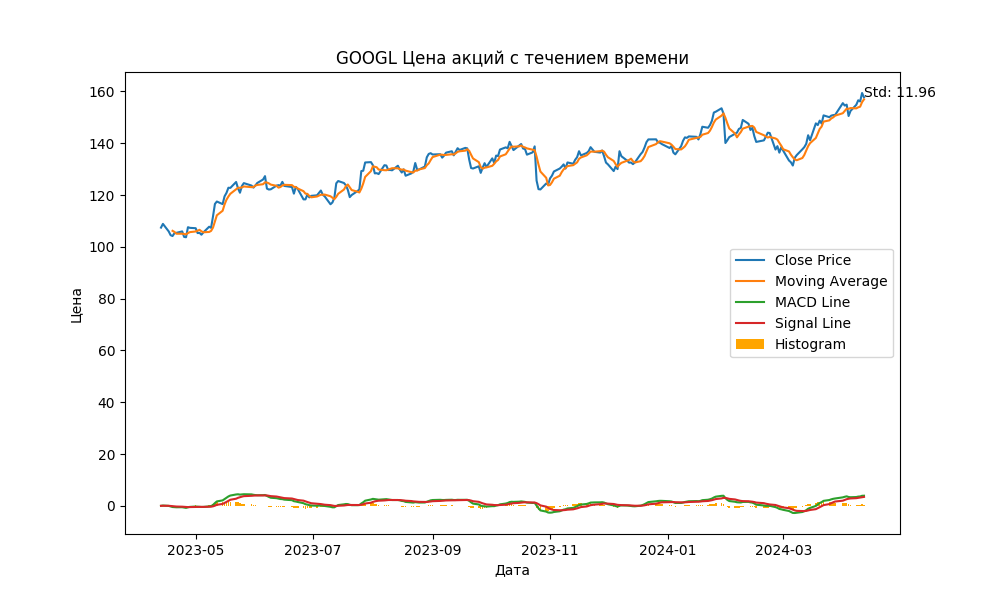 GOOGL Цена акций с течением времени
Std: 11.96
160
140
120
100
80
60
40
20
0
Цена
Close Price
Moving Average
MACD Line
Signal Line
Histogram
2023-05 2023-07 2023-09 2023-11 2024-01 2024-03
Дата